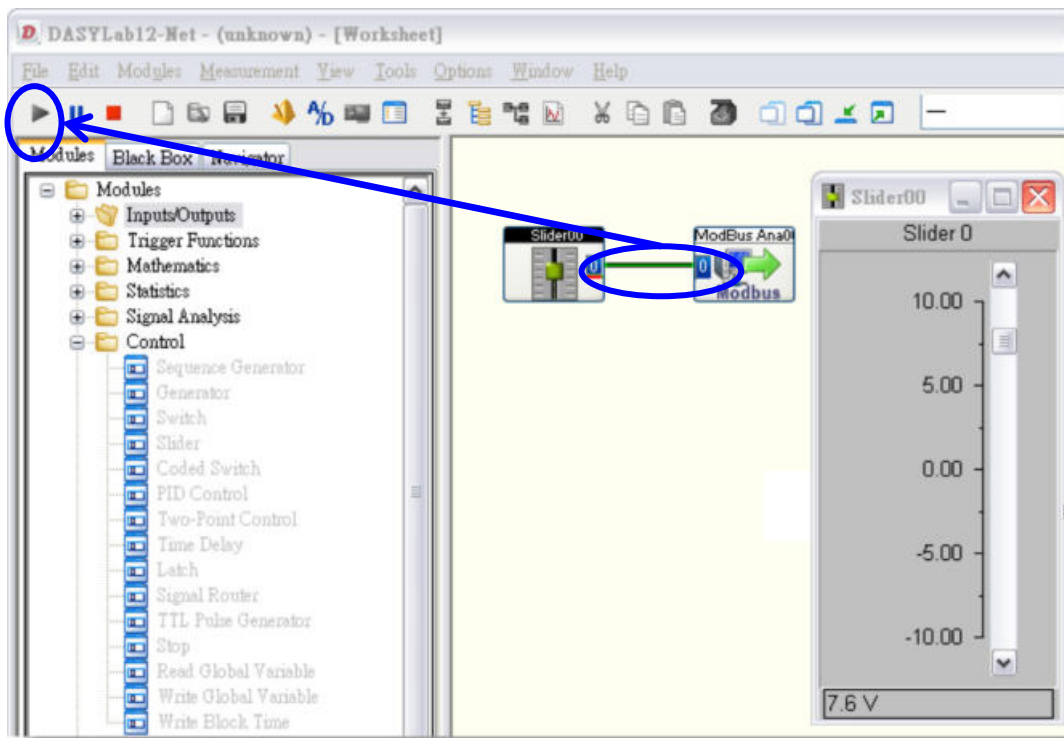 DASYLab12-Net - (unknown) - [Worksheet]
File Edit Modules Measurement View Tools Options Window Help
A/D
Modules Black Box Navigator
Modules
Inputs/Outputs
Trigger Functions
Mathematics
Statistics
Signal Analysis
Control
Sequence Generator
Generator
Switch
Slider
Coded Switch
PID Control
Two-Point Control
Time Delay
Latch
Signal Router
TTL Pulse Generator
Stop
Read Global Variable
Write Global Variable
Write Block Time
Slider00
0
ModBus Ana0
0
Modbus
Slider00
Slider 0
10.00
5.00
0.00
-5.00
-10.00
7.6 V